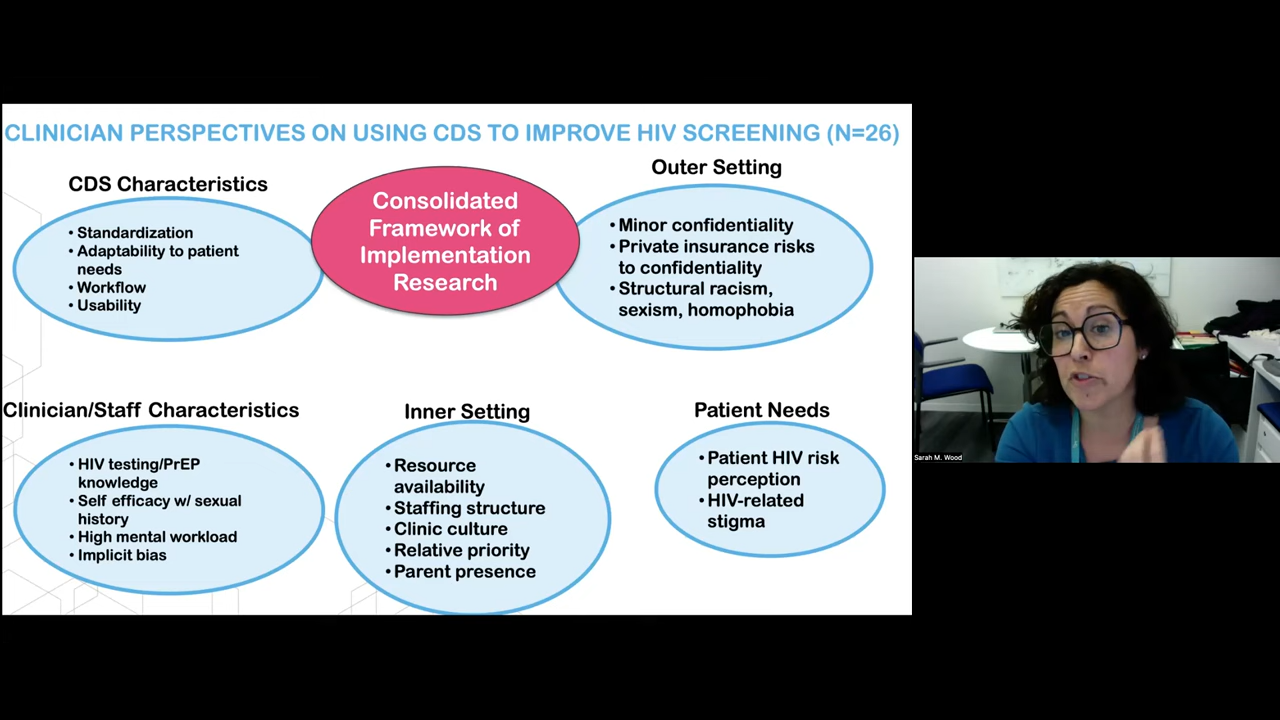 CLINICIAN PERSPECTIVES ON USING CDS TO IMPROVE HIV SCREENING (N=26)
CDS Characteristics
• Standardization
• Adaptability to patient
needs
• Workflow
• Usability
Consolidated
Framework of
Implementation
Research
Outer Setting
• Minor confidentiality
• Private insurance risks
to confidentiality
• Structural racism,
sexism, homophobia
Clinician/Staff Characteristics
• HIV testing/PrEP
knowledge
• Self efficacy w/ sexual
history
• High mental workload
• Implicit bias
Inner Setting
• Resource
availability
• Staffing structure
• Clinic culture
• Relative priority
• Parent presence
Patient Needs
• Patient HIV risk
perception
• HIV-related
stigma
Sarah M. Wood